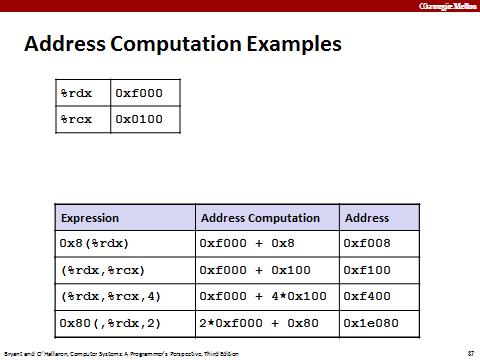 Carnegie Mellon
Address Computation Examples
%rdx 0xf000
%rcx 0x0100
Expression Address Computation Address
0x8(%rdx) 0xf000 + 0x8 0xf008
(%rdx,%rcx) 0xf000 + 0x100 0xf100
(%rdx,%rcx,4) 0xf000 + 4*0x100 0xf400
0x80(,%rdx,2) 2*0xf000 + 0x80 0x1e080
Bryant and O'Hallaron, Computer Systems: A Programmer's Perspective, Third Edition 37